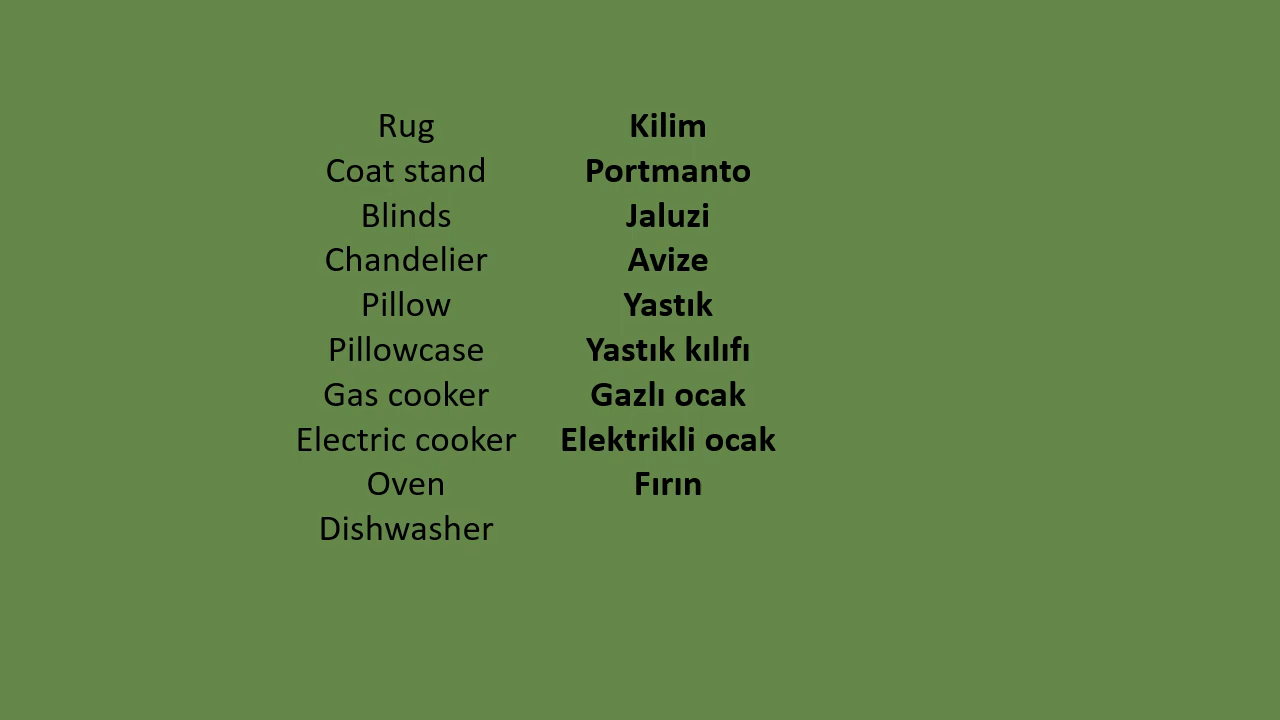 Rug Kilim
Coat stand Portmanto
Blinds Jaluzi
Chandelier Avize
Pillow Yastık
Pillowcase Yastık kılıfı
Gas cooker Gazlı ocak
Electric cooker Elektrikli ocak
Oven Fırın
Dishwasher